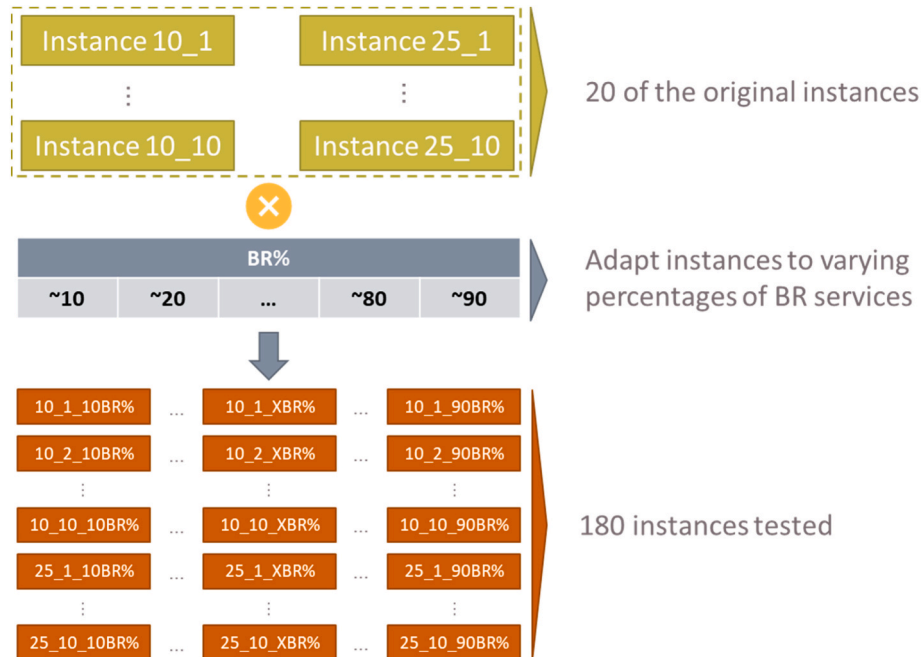 Instance 10_1
Instance 25_1
⋮
⋮
20 of the original instances
Instance 10_10
Instance 25_10
×
BR%
~10
~20
...
~80
~90
Adapt instances to varying
percentages of BR services
10_1_10BR%
...
10_1_XBR%
...
10_1_90BR%
10_2_10BR%
...
10_2_XBR%
...
10_2_90BR%
⋮
⋮
⋮
10_10_10BR%
...
10_10_XBR%
...
10_10_90BR%
180 instances tested
25_1_10BR%
...
25_1_XBR%
...
25_1_90BR%
⋮
⋮
⋮
25_10_10BR%
...
25_10_XBR%
...
25_10_90BR%